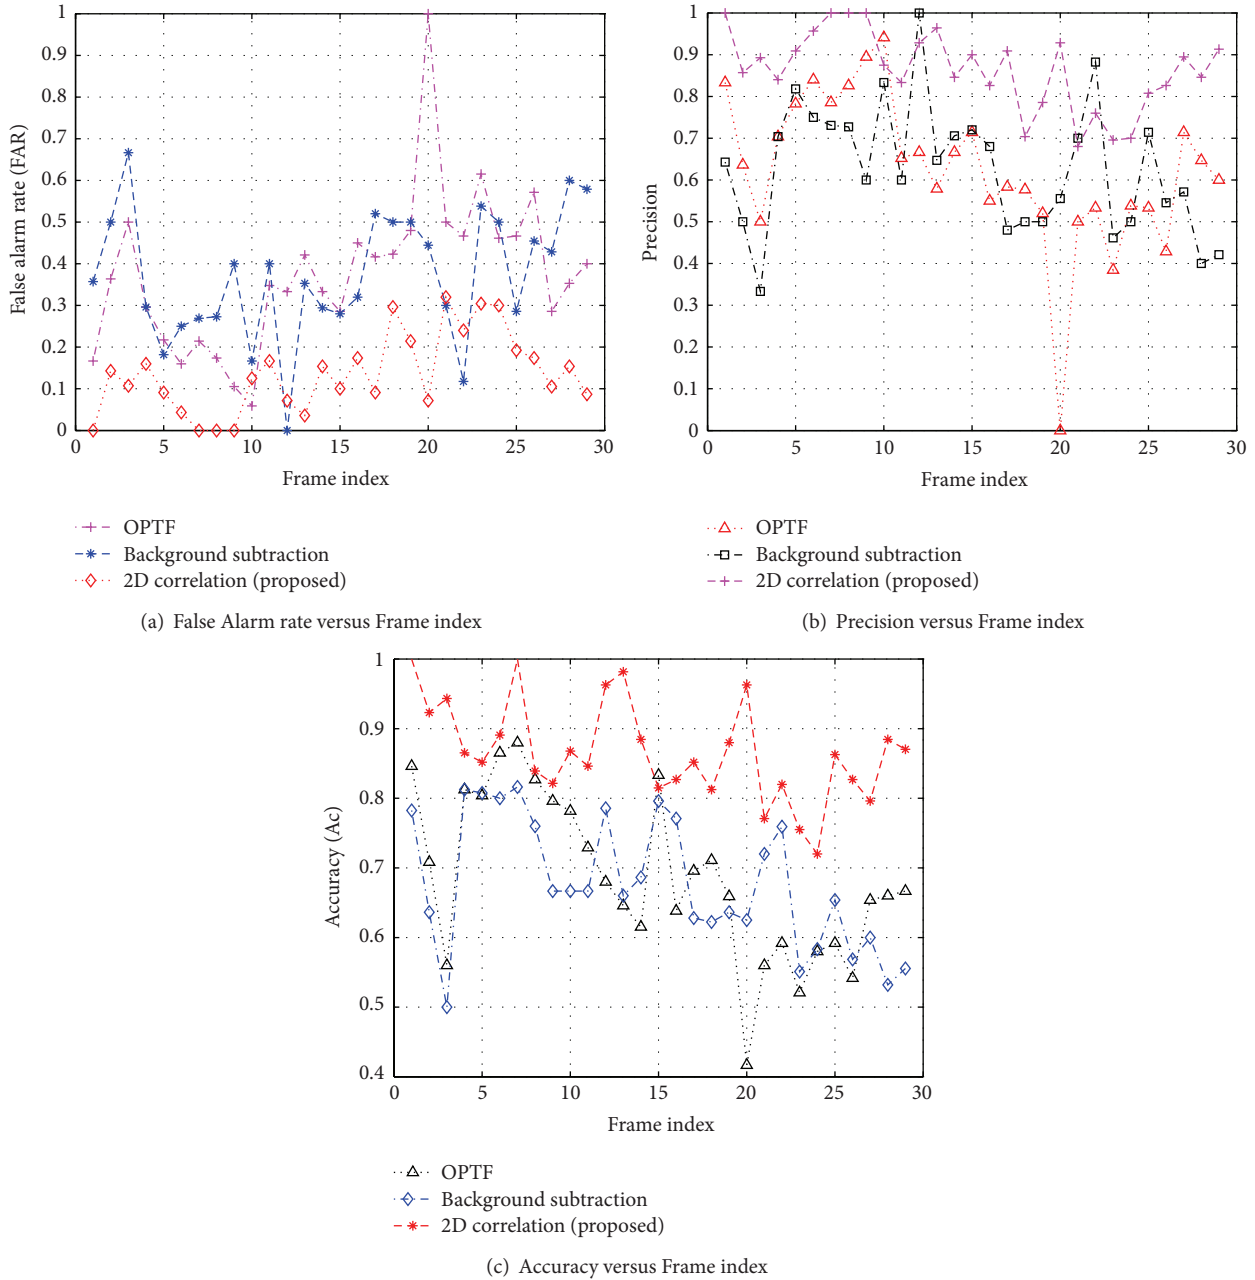 1
0.9
0.8
0.7
0.6
0.5
0.4
0.3
0.2
0.1
0
False alarm rate (FAR)
0 5 10 15 20 25 30
Frame index
OPTF
Background subtraction
2D correlation (proposed)
(a) False Alarm rate versus Frame index
1
0.9
0.8
0.7
0.6
0.5
0.4
0.3
0.2
0.1
0
Precision
0 5 10 15 20 25 30
Frame index
OPTF
Background subtraction
2D correlation (proposed)
(b) Precision versus Frame index
1
0.9
0.8
0.7
0.6
0.5
0.4
Accuracy (Ac)
0 5 10 15 20 25 30
Frame index
OPTF
Background subtraction
2D correlation (proposed)
(c) Accuracy versus Frame index